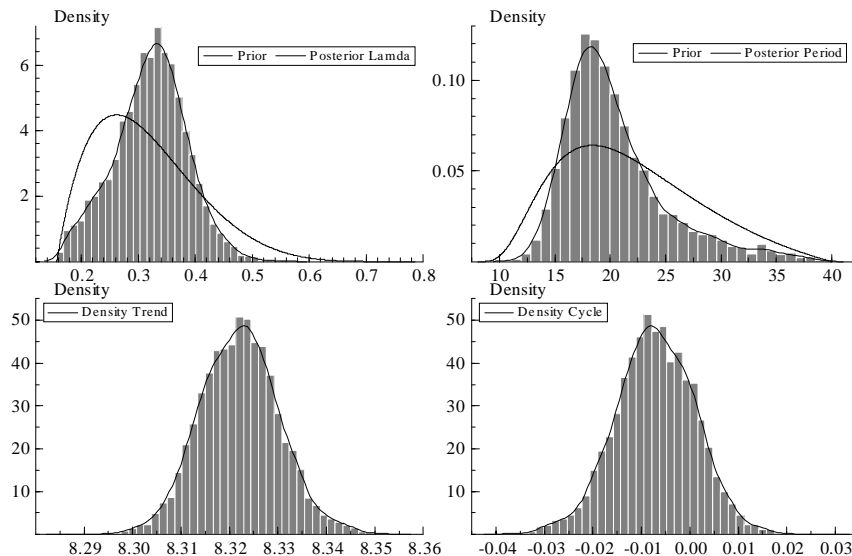 Density
Prior Posterior Lamda
6
4
2
0.2 0.3 0.4 0.5 0.6 0.7 0.8
Density
Prior Posterior Period
0.10
0.05
10 15 20 25 30 35 40
Density
Density Trend
50
40
30
20
10
8.29 8.30 8.31 8.32 8.33 8.34 8.35 8.36
Density
Density Cycle
50
40
30
20
10
-0.04 -0.03 -0.02 -0.01 0.00 0.01 0.02 0.03